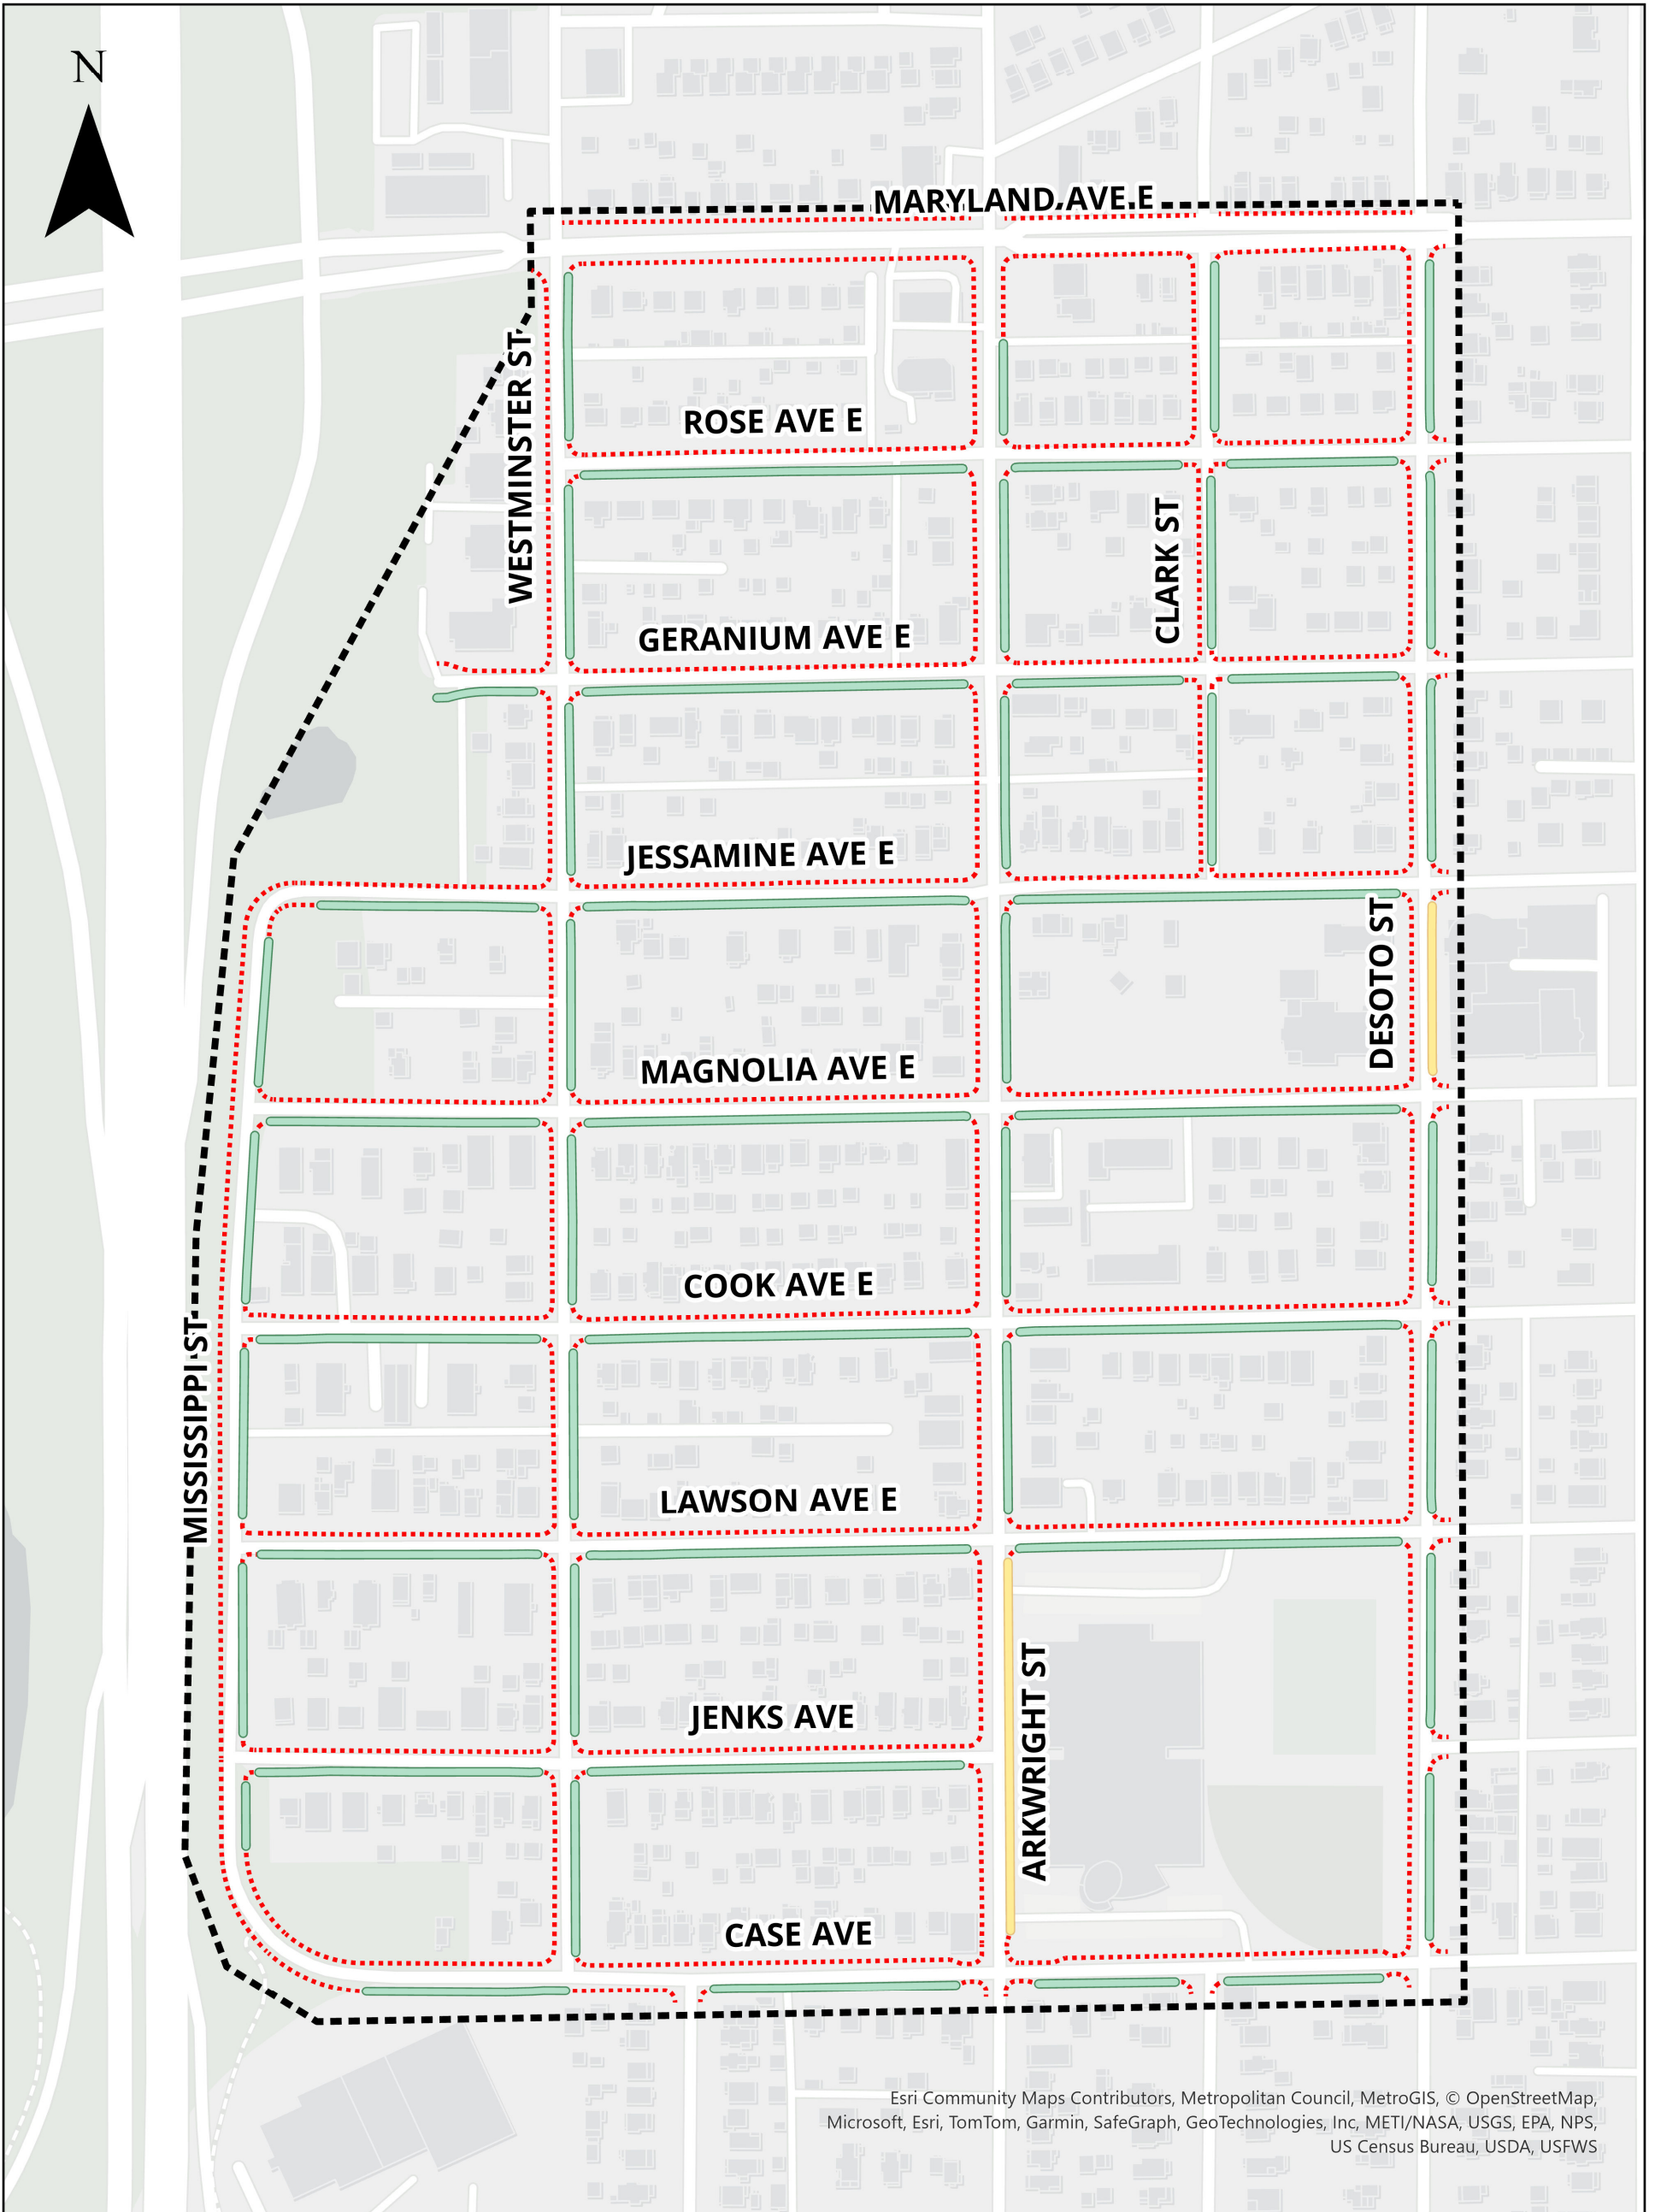 N
MARYLAND AVE E
WESTMINSTER ST
ROSE AVE E
CLARK ST
GERANIUM AVE E
JESSAMINE AVE E
DESOTO ST
MAGNOLIA AVE E
COOK AVE E
MISSISSIPPI ST
LAWSON AVE E
ARKWRIGHT ST
JENKS AVE
CASE AVE
Esri Community Maps Contributors, Metropolitan Council, MetroGIS, © OpenStreetMap,
Microsoft, Esri, TomTom, Garmin, SafeGraph, GeoTechnologies, Inc, METI/NASA, USGS, EPA, NPS,
US Census Bureau, USDA, USFWS